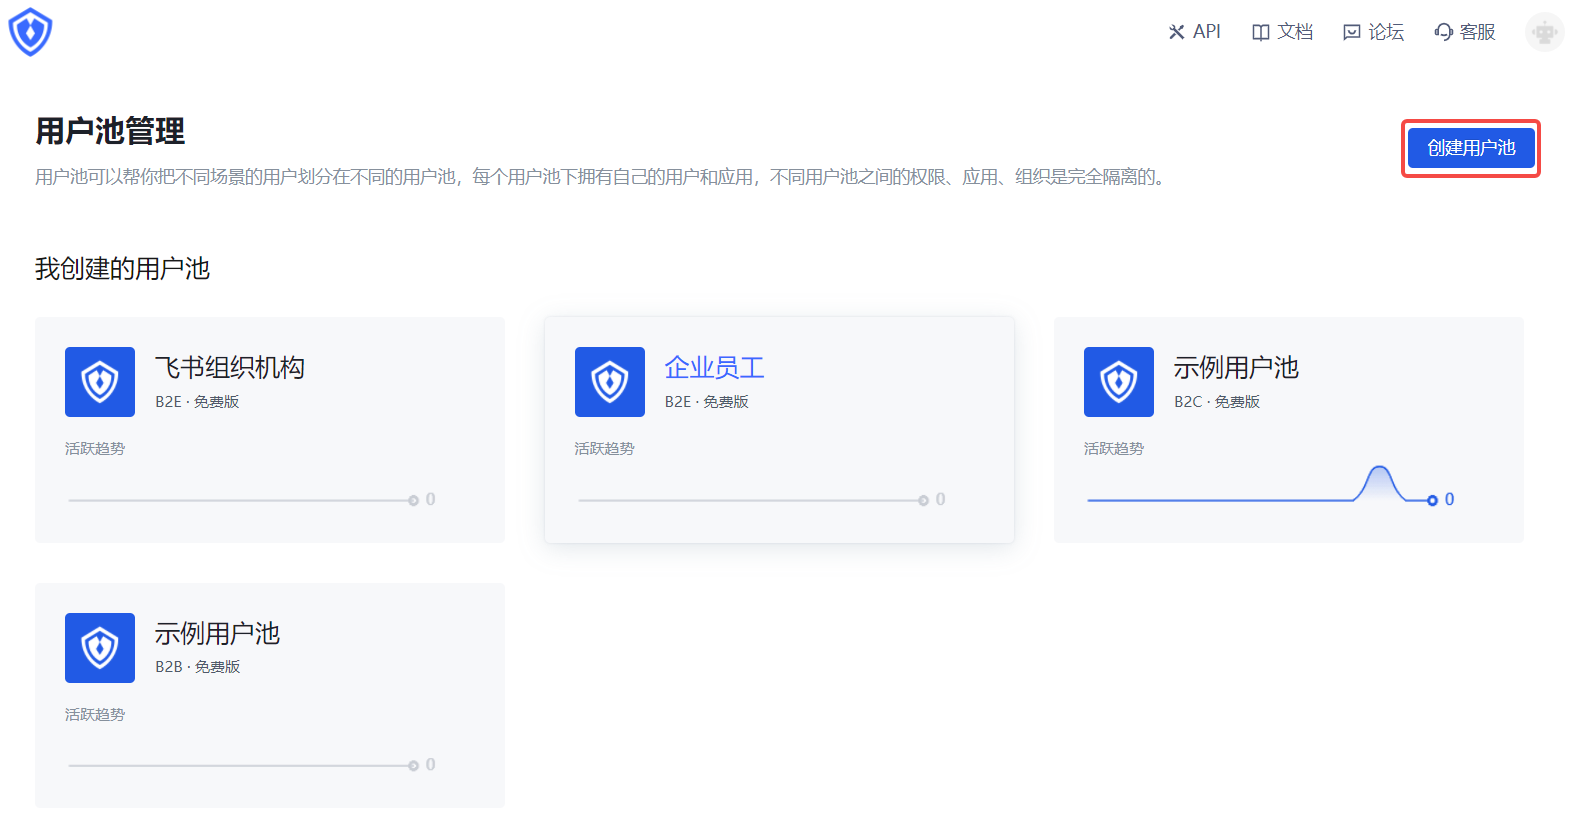 API 文档 论坛 客服
用户池管理
创建用户池
用户池可以帮你把不同场景的用户划分在不同的用户池，每个用户池下拥有自己的用户和应用，不同用户池之间的权限、应用、组织是完全隔离的。
我创建的用户池
飞书组织机构
B2E · 免费版
活跃趋势
0
企业员工
B2E · 免费版
活跃趋势
0
示例用户池
B2C · 免费版
活跃趋势
0
示例用户池
B2B · 免费版
活跃趋势
0